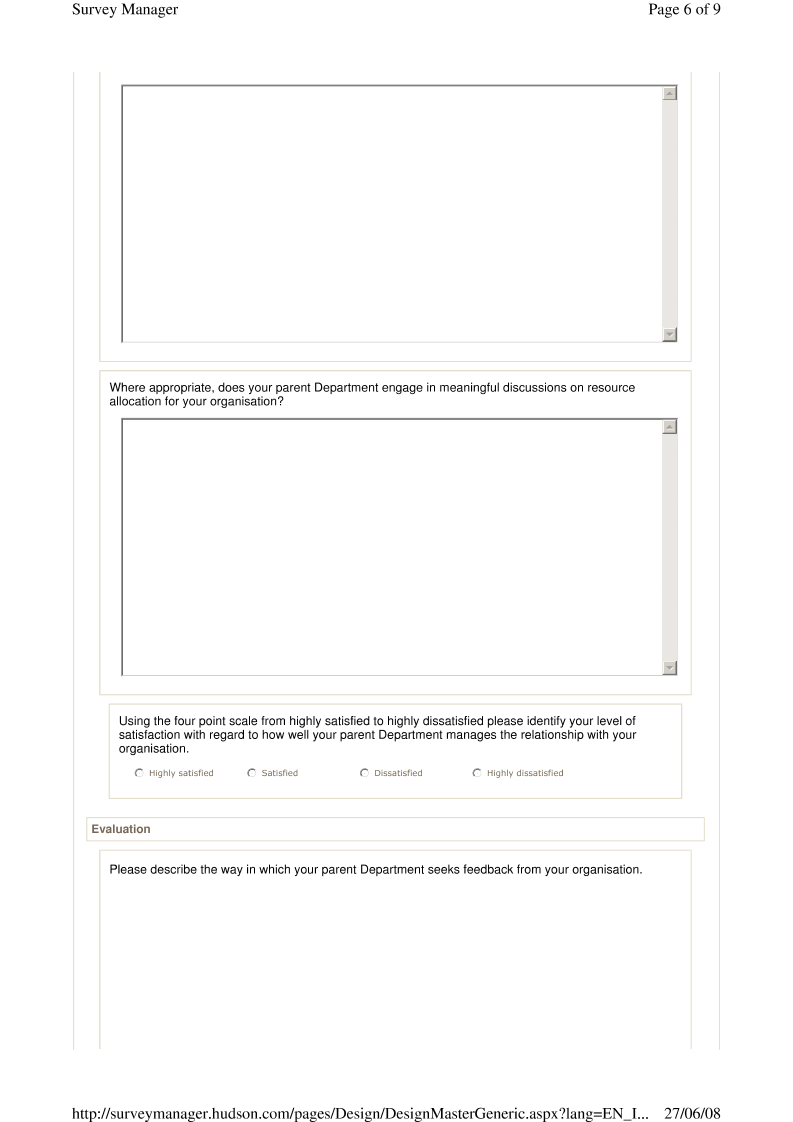 Survey Manager Page 6 of 9
Where appropriate, does your parent Department engage in meaningful discussions on resource
allocation for your organisation?
Using the four point scale from highly satisfied to highly dissatisfied please identify your level of
satisfaction with regard to how well your parent Department manages the relationship with your
organisation.
Highly satisfied Satisfied Dissatisfied Highly dissatisfied
Evaluation
Please describe the way in which your parent Department seeks feedback from your organisation.
http://surveymanager.hudson.com/pages/Design/DesignMasterGeneric.aspx?lang=EN_I... 27/06/08